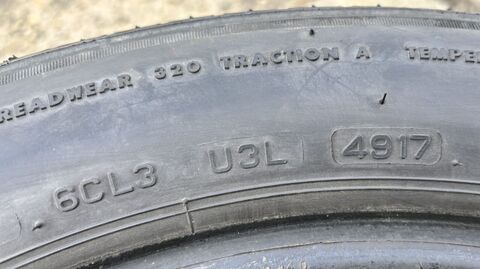 READWEAR 320 TRACTION A TEMPE
6CL3 U3L 4917